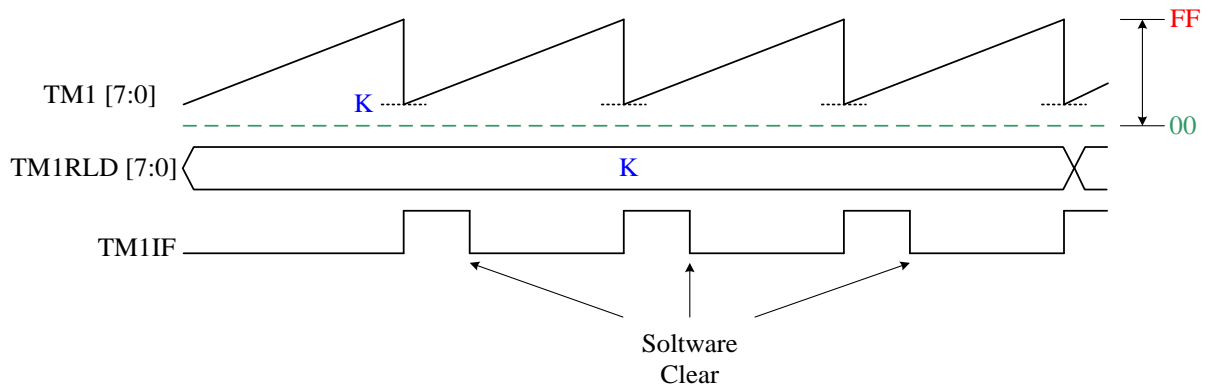 FF
TM1 [7:0]
K
00
TM1RLD [7:0]
K
TM1IF
Soltware
Clear